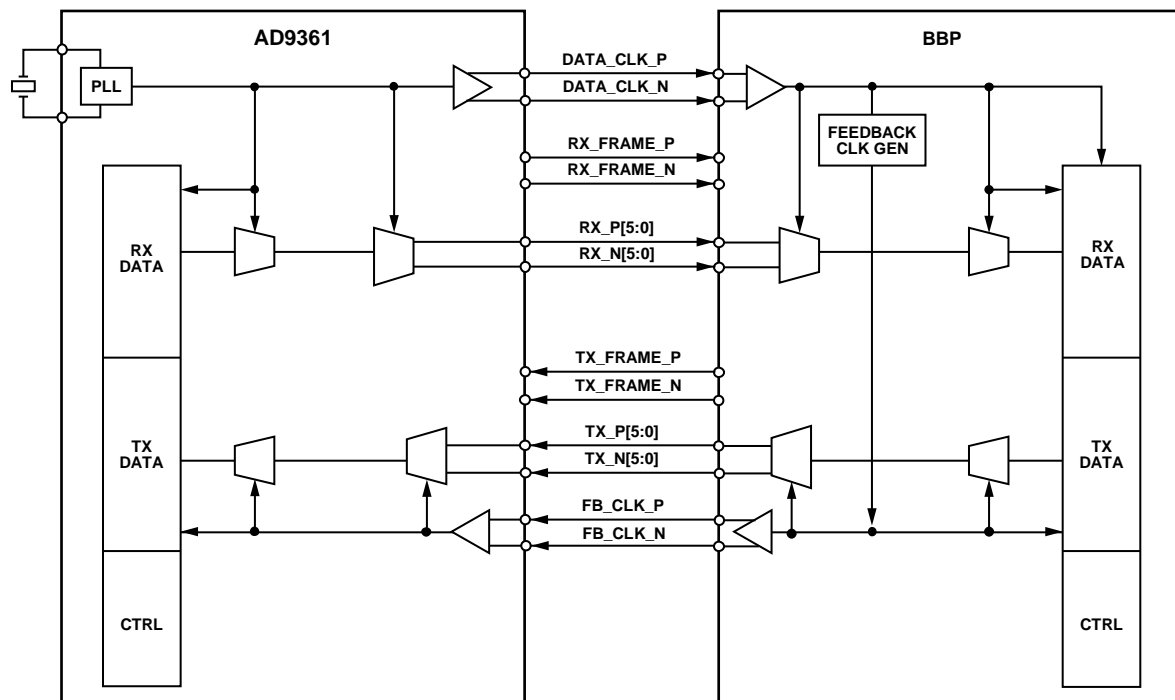 AD9361
BBP
PLL
DATA_CLK_P
DATA_CLK_N
FEEDBACK
CLK GEN
RX_FRAME_P
RX_FRAME_N
RX
DATA
RX_P[5:0]
RX_N[5:0]
RX
DATA
TX_FRAME_P
TX_FRAME_N
TX
DATA
TX_P[5:0]
TX_N[5:0]
TX
DATA
FB_CLK_P
FB_CLK_N
CTRL
CTRL